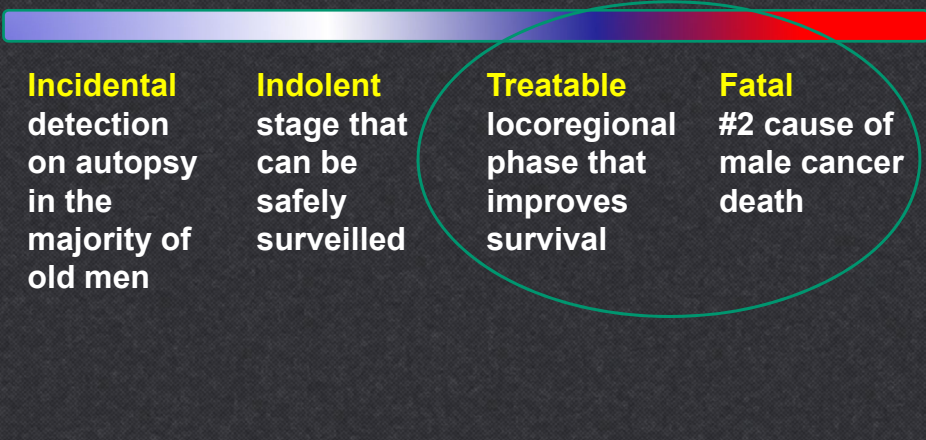 Incidental
detection
on autopsy
in the
majority of
old men
Indolent
stage that
can be
safely
surveilled
Treatable
locoregional
phase that
improves
survival
Fatal
#2 cause of
male cancer
death